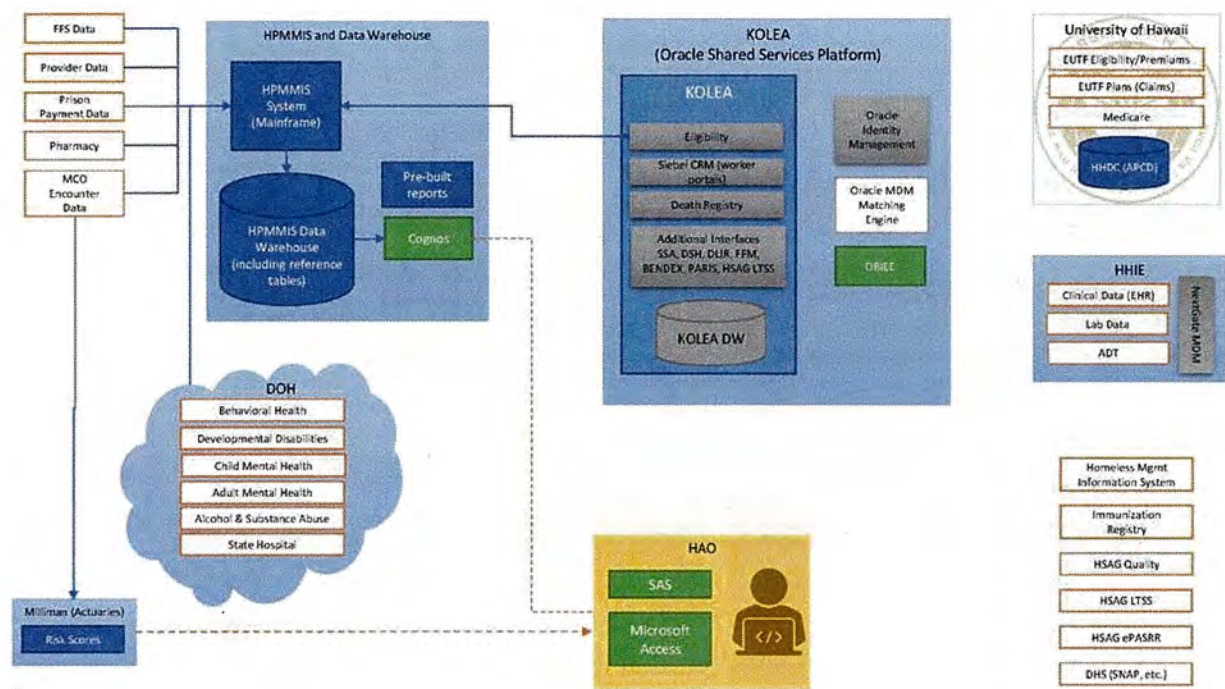 FFS Data
Provider Data
Prison
Payment Data
Pharmacy
MCO
Encounter
Data
HPMMIS and Data Warehouse
HPMMIS
System
(Mainframe)
Pre-built
reports
HPMMIS Data
Warehouse
(including reference
tables)
Cognos
KOLEA
(Oracle Shared Services Platform)
KOLEA
Eligibility
Siebel CRM (worker
portals)
Death Registry
Additional Interfaces
SSA, DSH, DLIR, FFM,
BENDEX, PARIS, HSAG LTSS
KOLEA DW
Oracle
Identity
Management
Oracle MDM
Matching
Engine
OBIEE
University of Hawaii
EUTF Eligibility/Premiums
EUTF Plans (Claims)
Medicare
HHDC (APCD)
HHIE
Clinical Data (EHR)
Lab Data
ADT
NextGate MDM
DOH
Behavioral Health
Developmental Disabilities
Child Mental Health
Adult Mental Health
Alcohol & Substance Abuse
State Hospital
Milliman (Actuaries)
Risk Scores
HAO
SAS
Microsoft
Access
</>
Homeless Mgmt
Information System
Immunization
Registry
HSAG Quality
HSAG LTSS
HSAG ePASRR
DHS (SNAP, etc.)